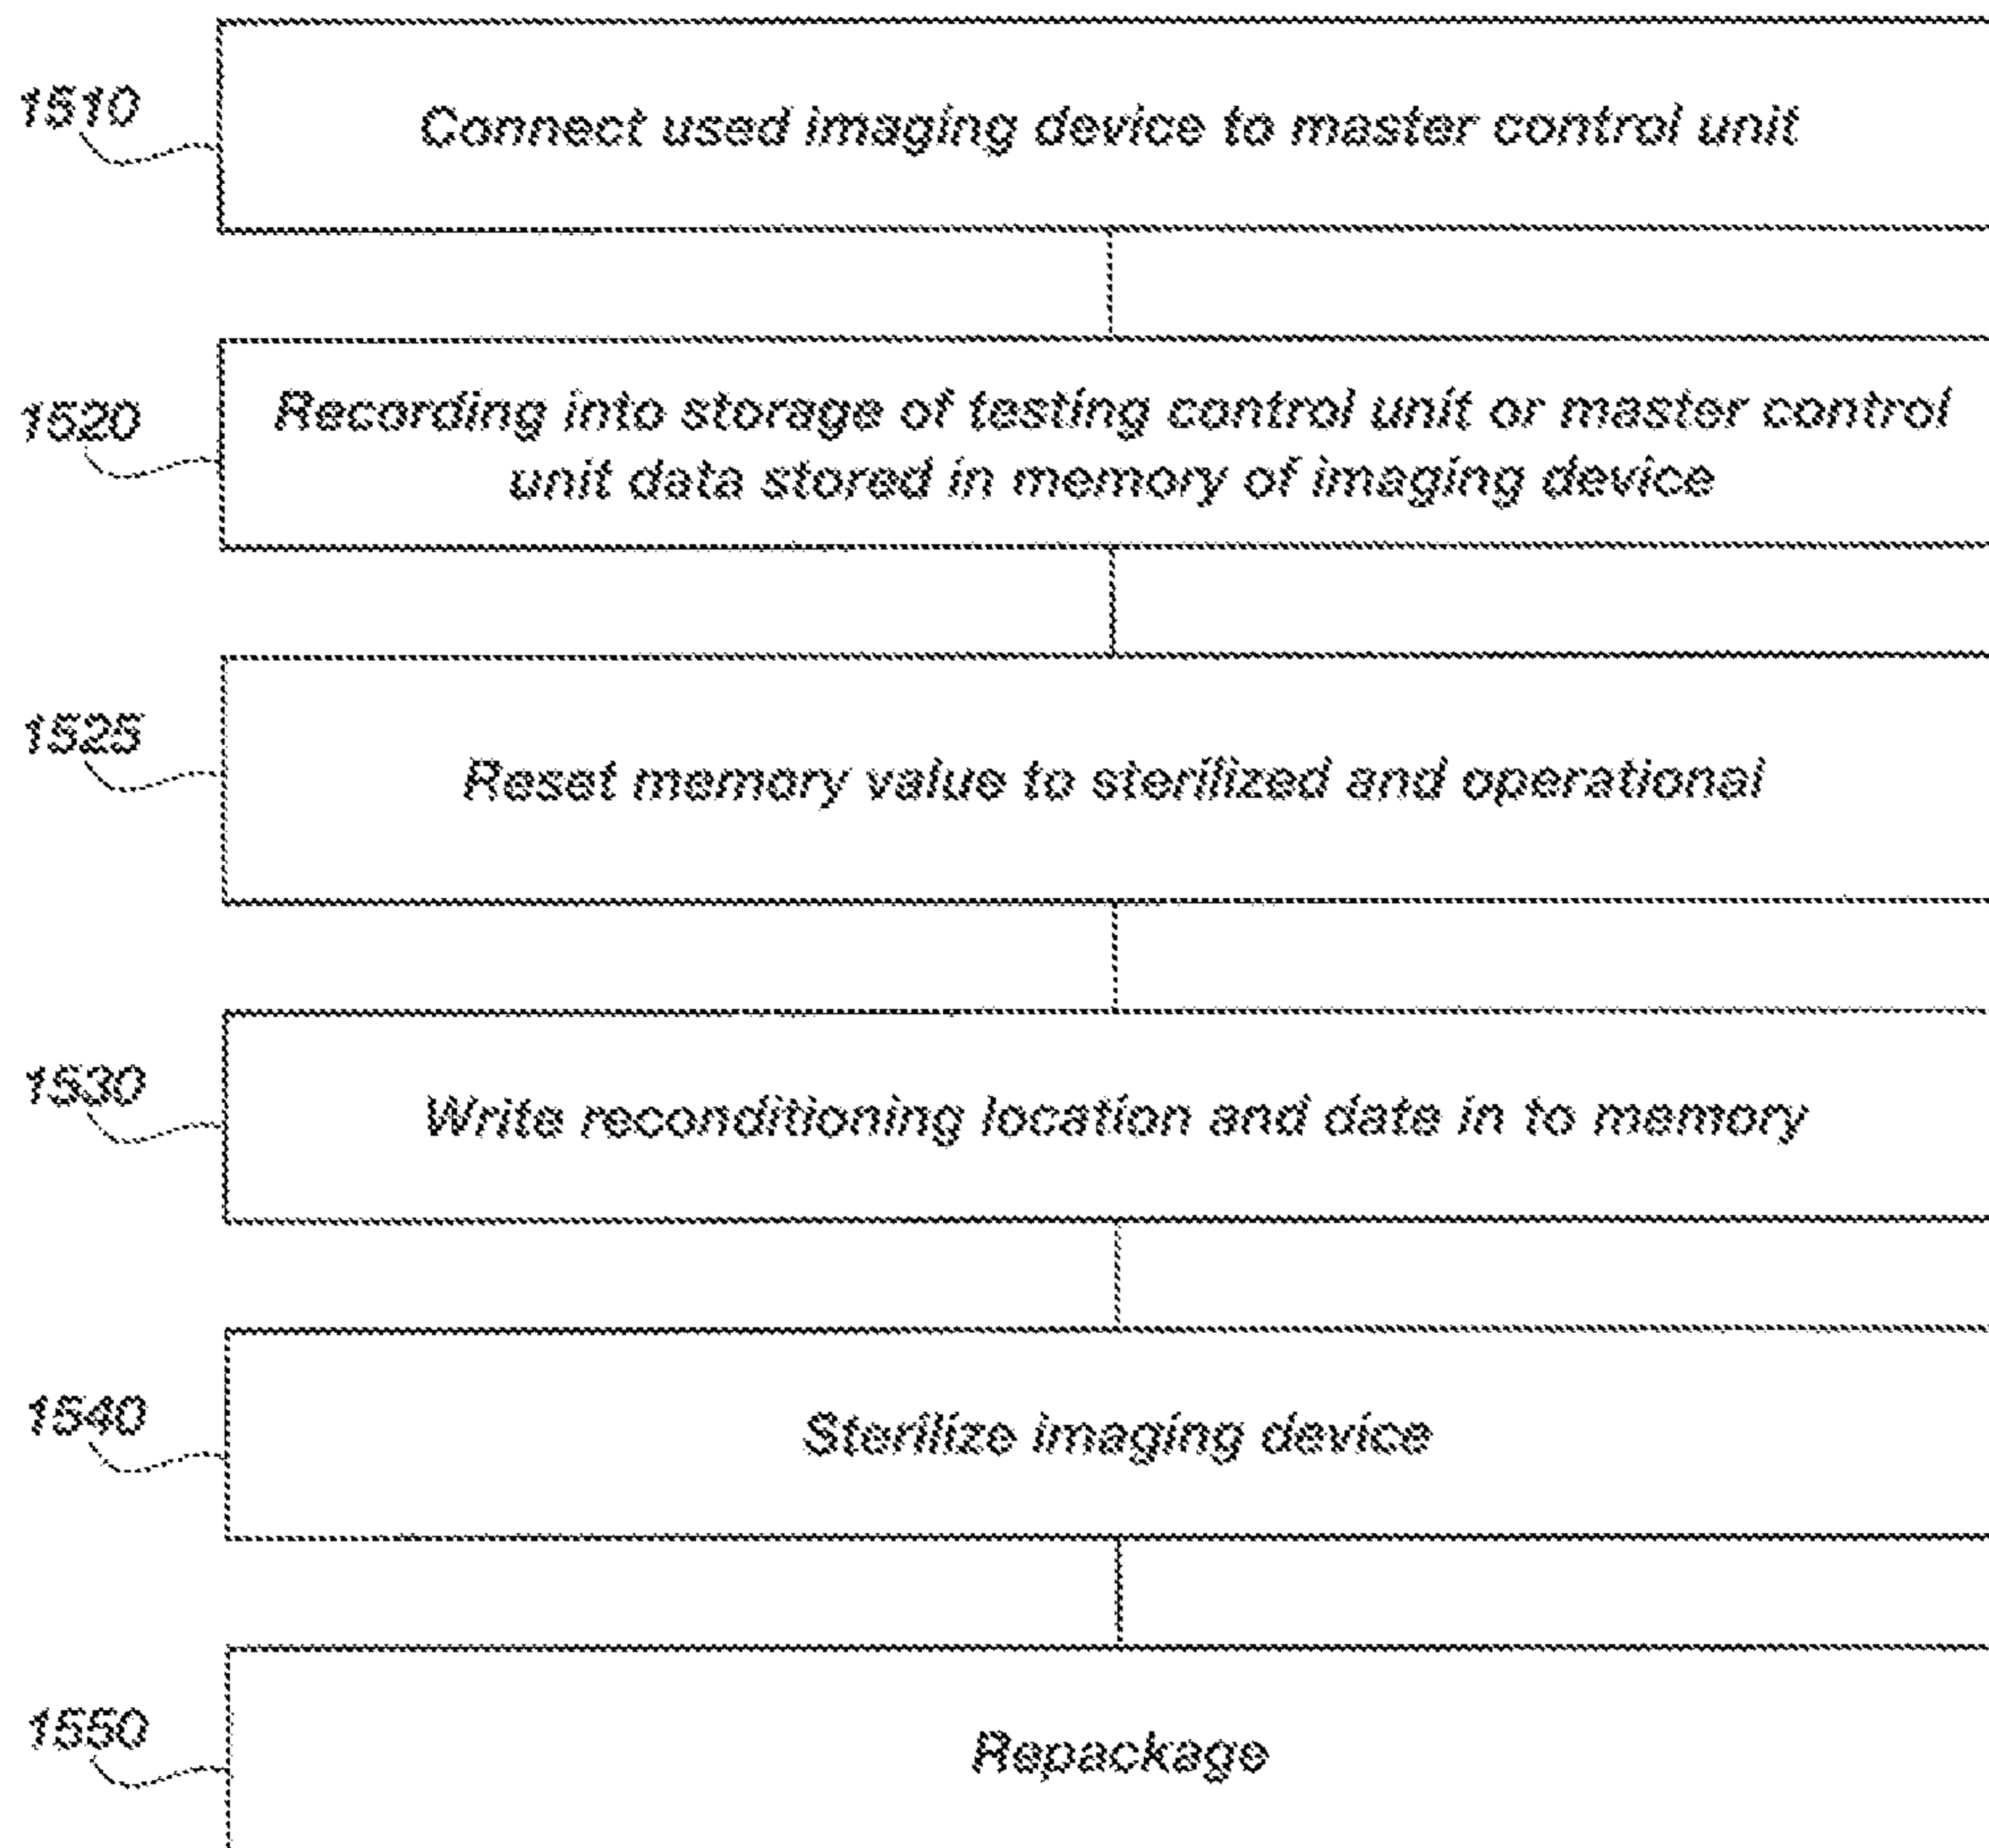 1510
Connect used imaging device to master control unit
1520
Recording into storage of testing control unit or master control
unit data stored in memory of imaging device
1525
Reset memory value to sterilized and operational
1530
Write reconditioning location and date in to memory
1540
Sterilize imaging device
1550
Repackage